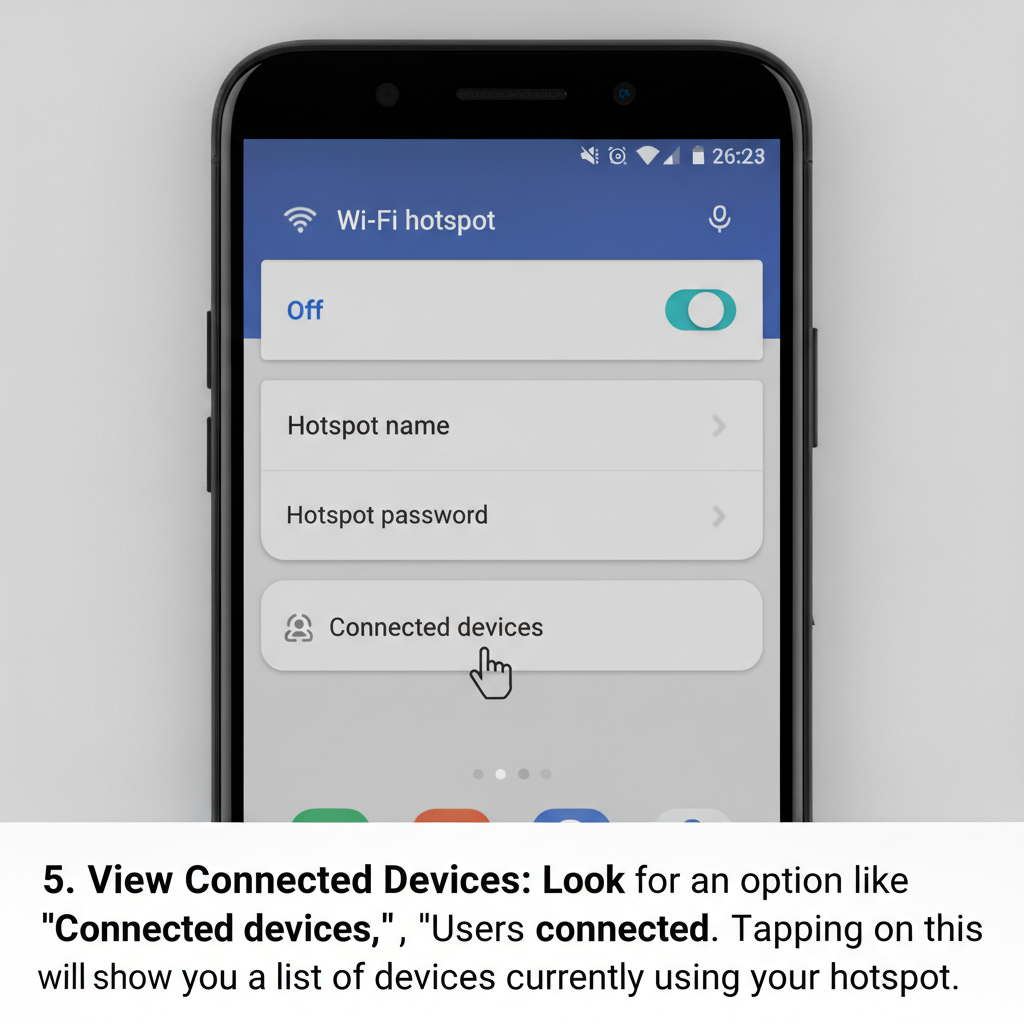 26:23
Wi-Fi hotspot
Off
Hotspot name
Hotspot password
Connected devices
5. View Connected Devices: Look for an option like
"Connected devices,", "Users connected. Tapping on this
will show you a list of devices currently using your hotspot.